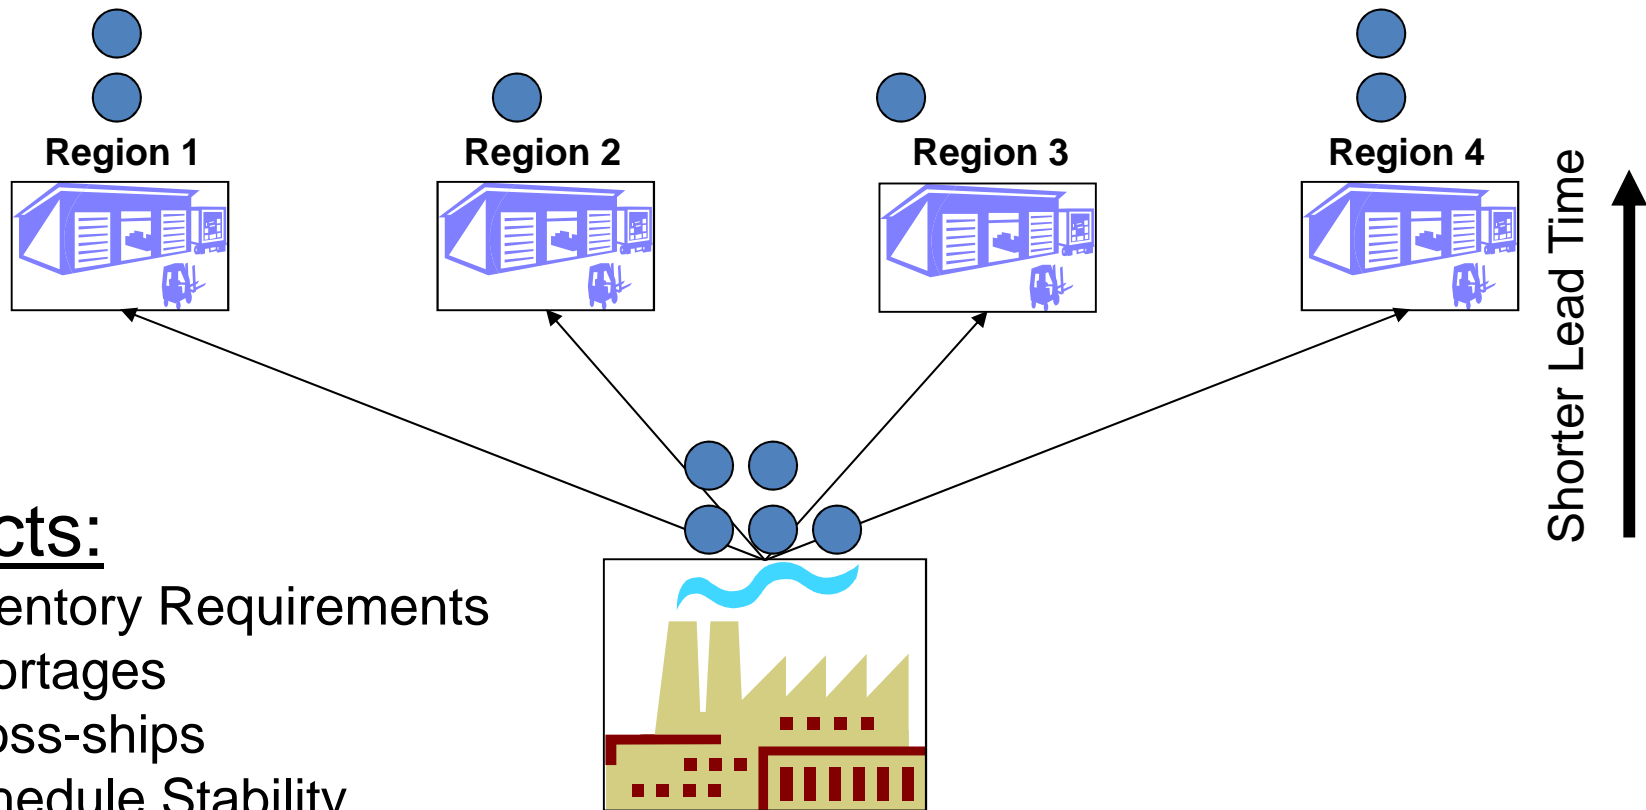 Region 1
Region 2
Region 3
Region 4
Shorter Lead Time
cts:
entory Requirements
ortages
oss-ships
hedule Stability